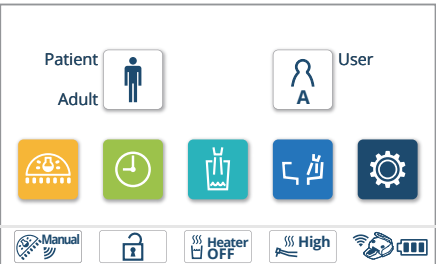 Patient
User
Adult
A
Manual
Heater
OFF
High